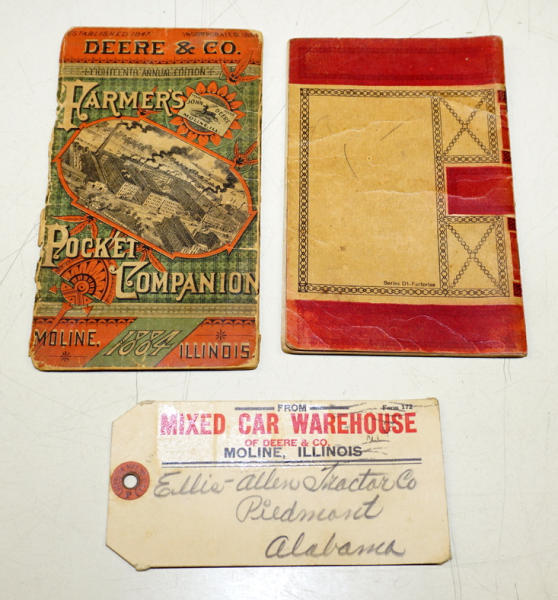 ESTABLISHED 1847. INCORPORATED 1868.
DEERE & CO.
EIGHTEENTH ANNUAL EDITION
FARMER'S
JOHN DEERE
MOLINE, ILL.
POCKET
COMPANION
MOLINE, 1884 ILLINOIS.
Series D1-Factories
FROM Form 172
MIXED CAR WAREHOUSE
OF DEERE & CO.
MOLINE, ILLINOIS
Ellis-Allen Tractor Co
Piedmont
Alabama